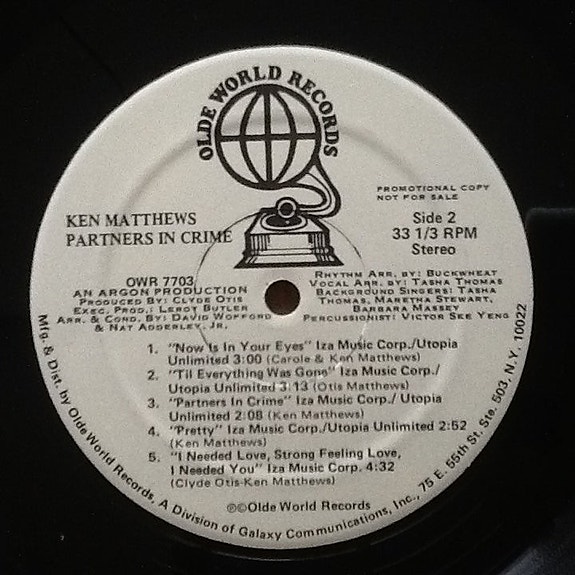 OLDE WORLD RECORDS
PROMOTIONAL COPY
NOT FOR SALE
KEN MATTHEWS
PARTNERS IN CRIME
Side 2
33 1/3 RPM
Stereo
OWR 7703
AN ARGON PRODUCTION
PRODUCED BY: CLYDE OTIS
EXEC. PROD.: LEROY BUTLER
ARR. & COND. BY: DAVID WOFFORD
& NAT ADDERLEY, JR.
RHYTHM ARR. BY: BUCKWHEAT
VOCAL ARR. BY: TASHA THOMAS
BACKGROUND SINGERS: TASHA
THOMAS, MARETHA STEWART,
BARBARA MASSEY
PERCUSSIONIST: VICTOR SEE YENG
1. "Now Is In Your Eyes" Iza Music Corp./Utopia
Unlimited 3:00 (Carole & Ken Matthews)
2. "Til Everything Was Gone" Iza Music Corp./
Utopia Unlimited 3:13 (Otis Matthews)
3. "Partners In Crime" Iza Music Corp./ Utopia
Unlimited 2:08 (Ken Matthews)
4. "Pretty" Iza Music Corp./Utopia Unlimited 2:52
(Ken Matthews)
5. "I Needed Love, Strong Feeling Love,
I Needed You" Iza Music Corp. 4:32
(Clyde Otis-Ken Matthews)
℗©Olde World Records
Mfg. & Dist. by Olde World Records, A Division of Galaxy Communications, Inc., 75 E. 55th St. Ste. 503, N.Y. 10022